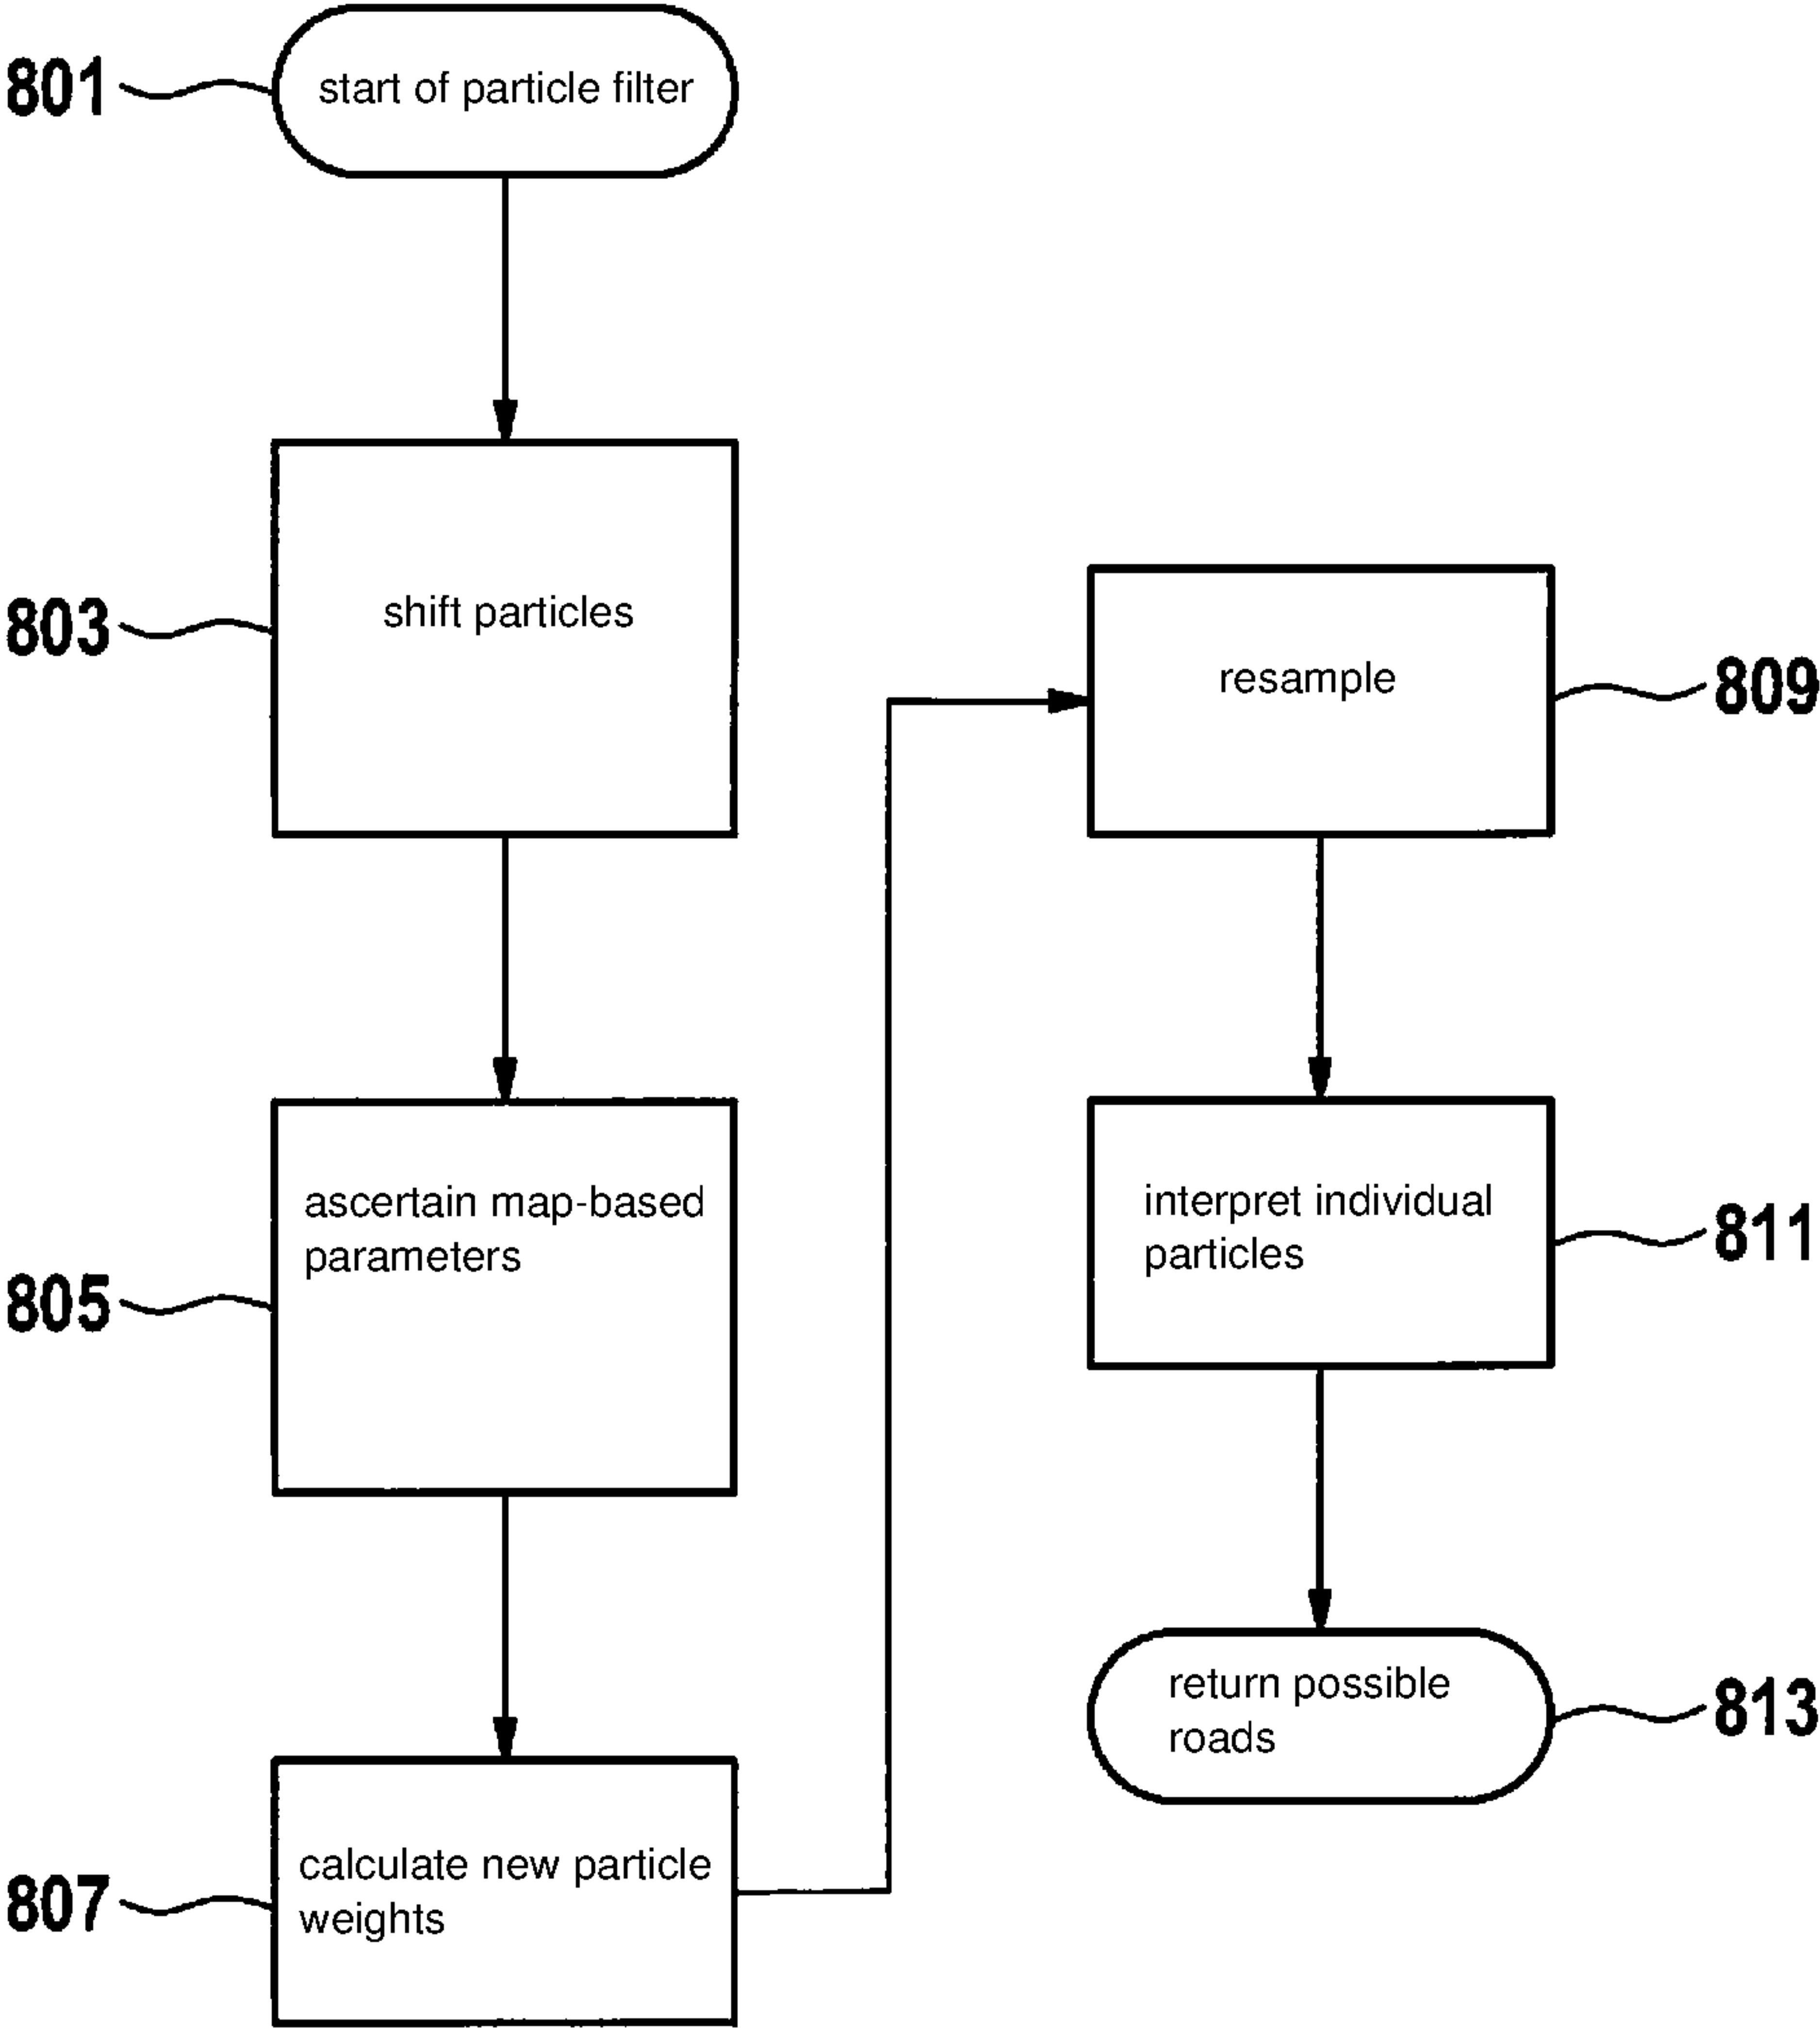 801
start of particle filter
803
shift particles
805
ascertain map-based
parameters
807
calculate new particle
weights
resample
809
interpret individual
particles
811
return possible
roads
813